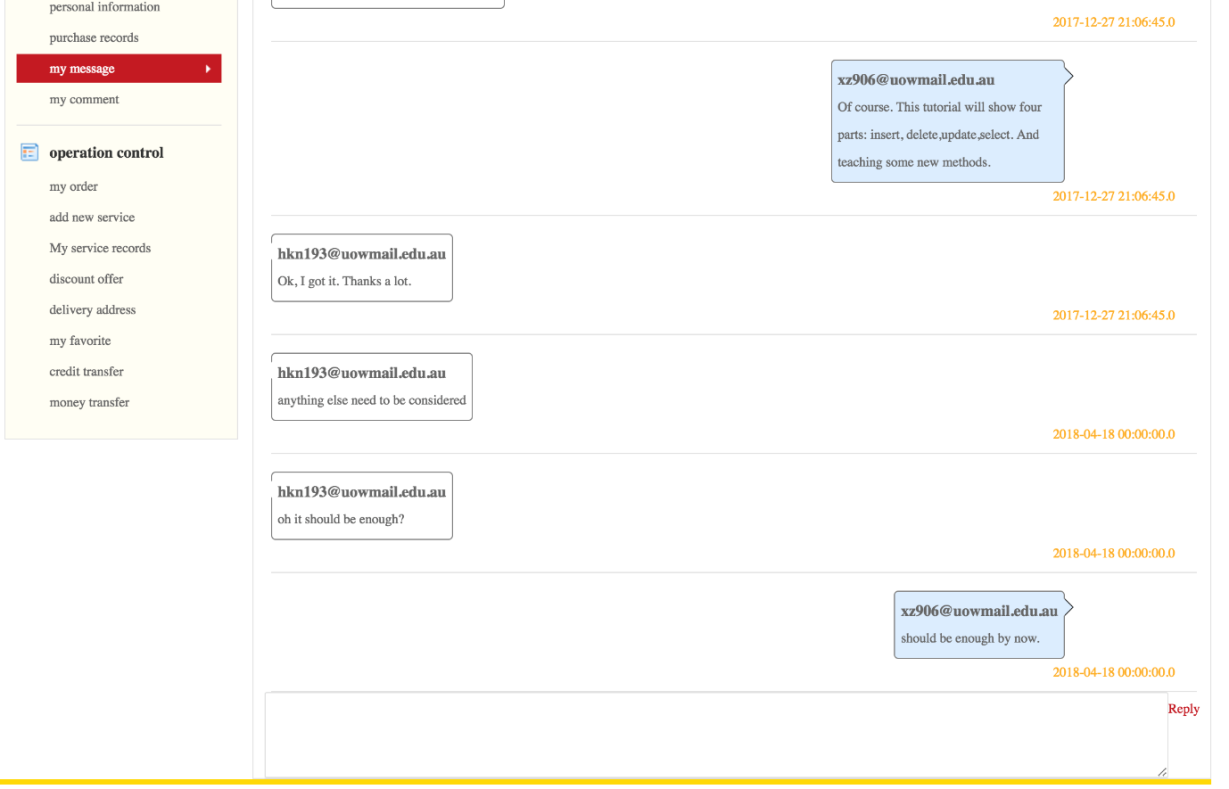 personal information
purchase records
my message
my comment
operation control
my order
add new service
My service records
discount offer
delivery address
my favorite
credit transfer
money transfer
2017-12-27 21:06:45.0
xz906@uowmail.edu.au
Of course. This tutorial will show four
parts: insert, delete,update,select. And
teaching some new methods.
2017-12-27 21:06:45.0
hkn193@uowmail.edu.au
Ok, I got it. Thanks a lot.
2017-12-27 21:06:45.0
hkn193@uowmail.edu.au
anything else need to be considered
2018-04-18 00:00:00.0
hkn193@uowmail.edu.au
oh it should be enough?
2018-04-18 00:00:00.0
xz906@uowmail.edu.au
should be enough by now.
2018-04-18 00:00:00.0
Reply